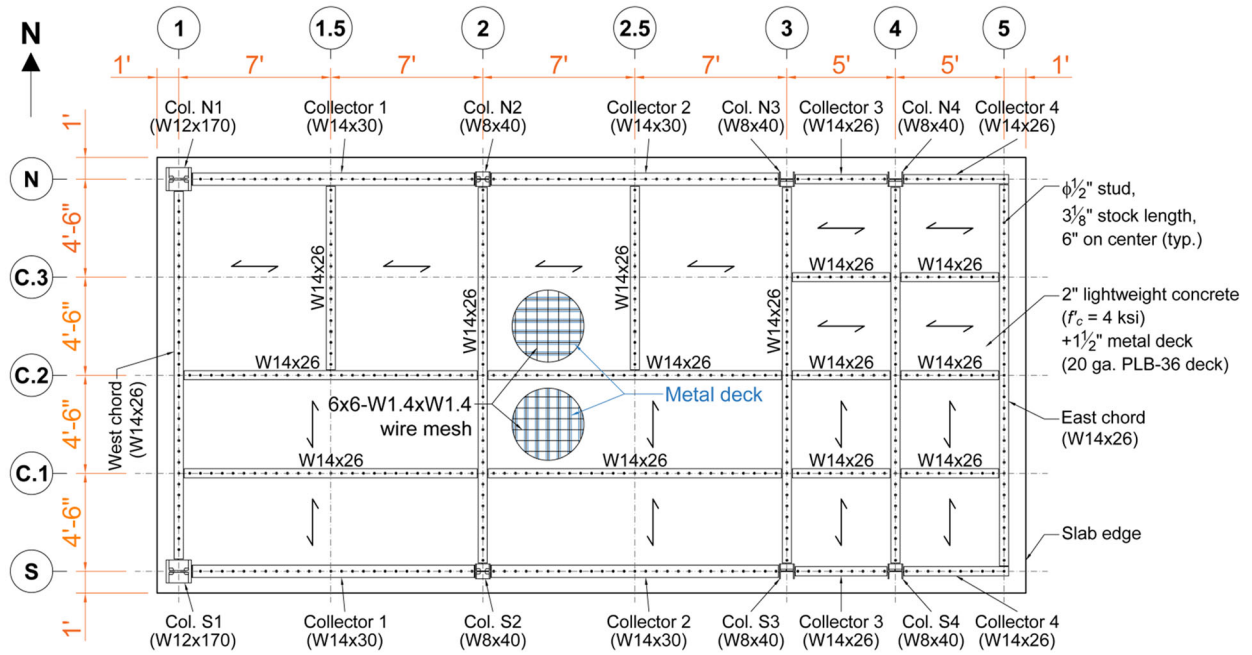 N
1
1.5
2
2.5
3
4
5
1'
7'
7'
7'
7'
5'
5'
1'
Col. N1
(W12x170)
Collector 1
(W14x30)
Col. N2
(W8x40)
Collector 2
(W14x30)
Col. N3
(W8x40)
Collector 3
(W14x26)
Col. N4
(W8x40)
Collector 4
(W14x26)
1'
N
4'-6"
C.3
4'-6"
C.2
4'-6"
C.1
4'-6"
S
1'
West chord
(W14x26)
W14x26
W14x26
W14x26
W14x26
W14x26
W14x26
W14x26
W14x26
W14x26
W14x26
W14x26
W14x26
W14x26
W14x26
6x6-W1.4xW1.4
wire mesh
Metal deck
ϕ½" stud,
3⅛" stock length,
6" on center (typ.)
2" lightweight concrete
(f'c = 4 ksi)
+1½" metal deck
(20 ga. PLB-36 deck)
East chord
(W14x26)
Slab edge
Col. S1
(W12x170)
Collector 1
(W14x30)
Col. S2
(W8x40)
Collector 2
(W14x30)
Col. S3
(W8x40)
Collector 3
(W14x26)
Col. S4
(W8x40)
Collector 4
(W14x26)